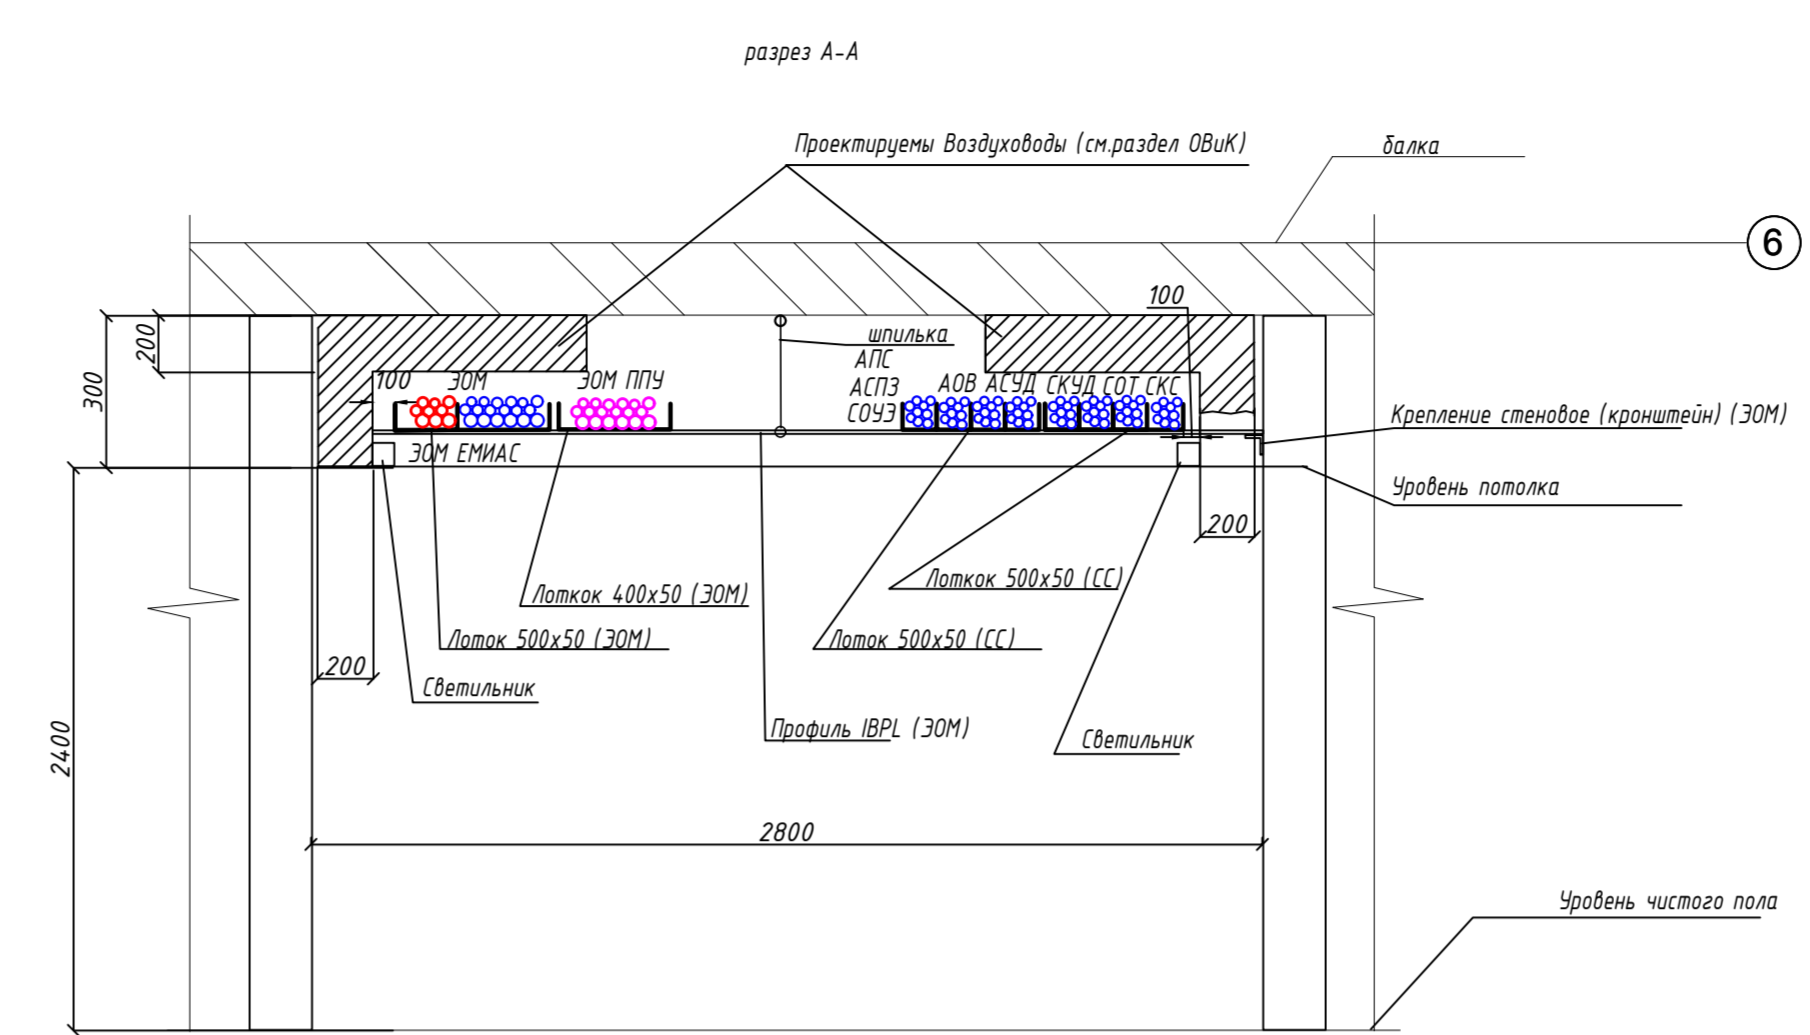 разрез А-А
Проектируемы Воздуховоды (см.раздел ОВиК)
балка
6
100
200
300
шпилька
АПС
АСПЗ
СОУЭ
100
ЭОМ
ЭОМ ППУ
АОВ АСУД СКУД СОТ СКС
Крепление стеновое (кронштейн) (ЭОМ)
ЭОМ ЕМИАС
Уровень потолка
200
Лоткок 400х50 (ЭОМ)
Лоткок 500х50 (СС)
Лоток 500х50 (ЭОМ)
Лоток 500х50 (СС)
200
Светильник
Профиль IBPL (ЭОМ)
Светильник
2400
2800
Уровень чистого пола